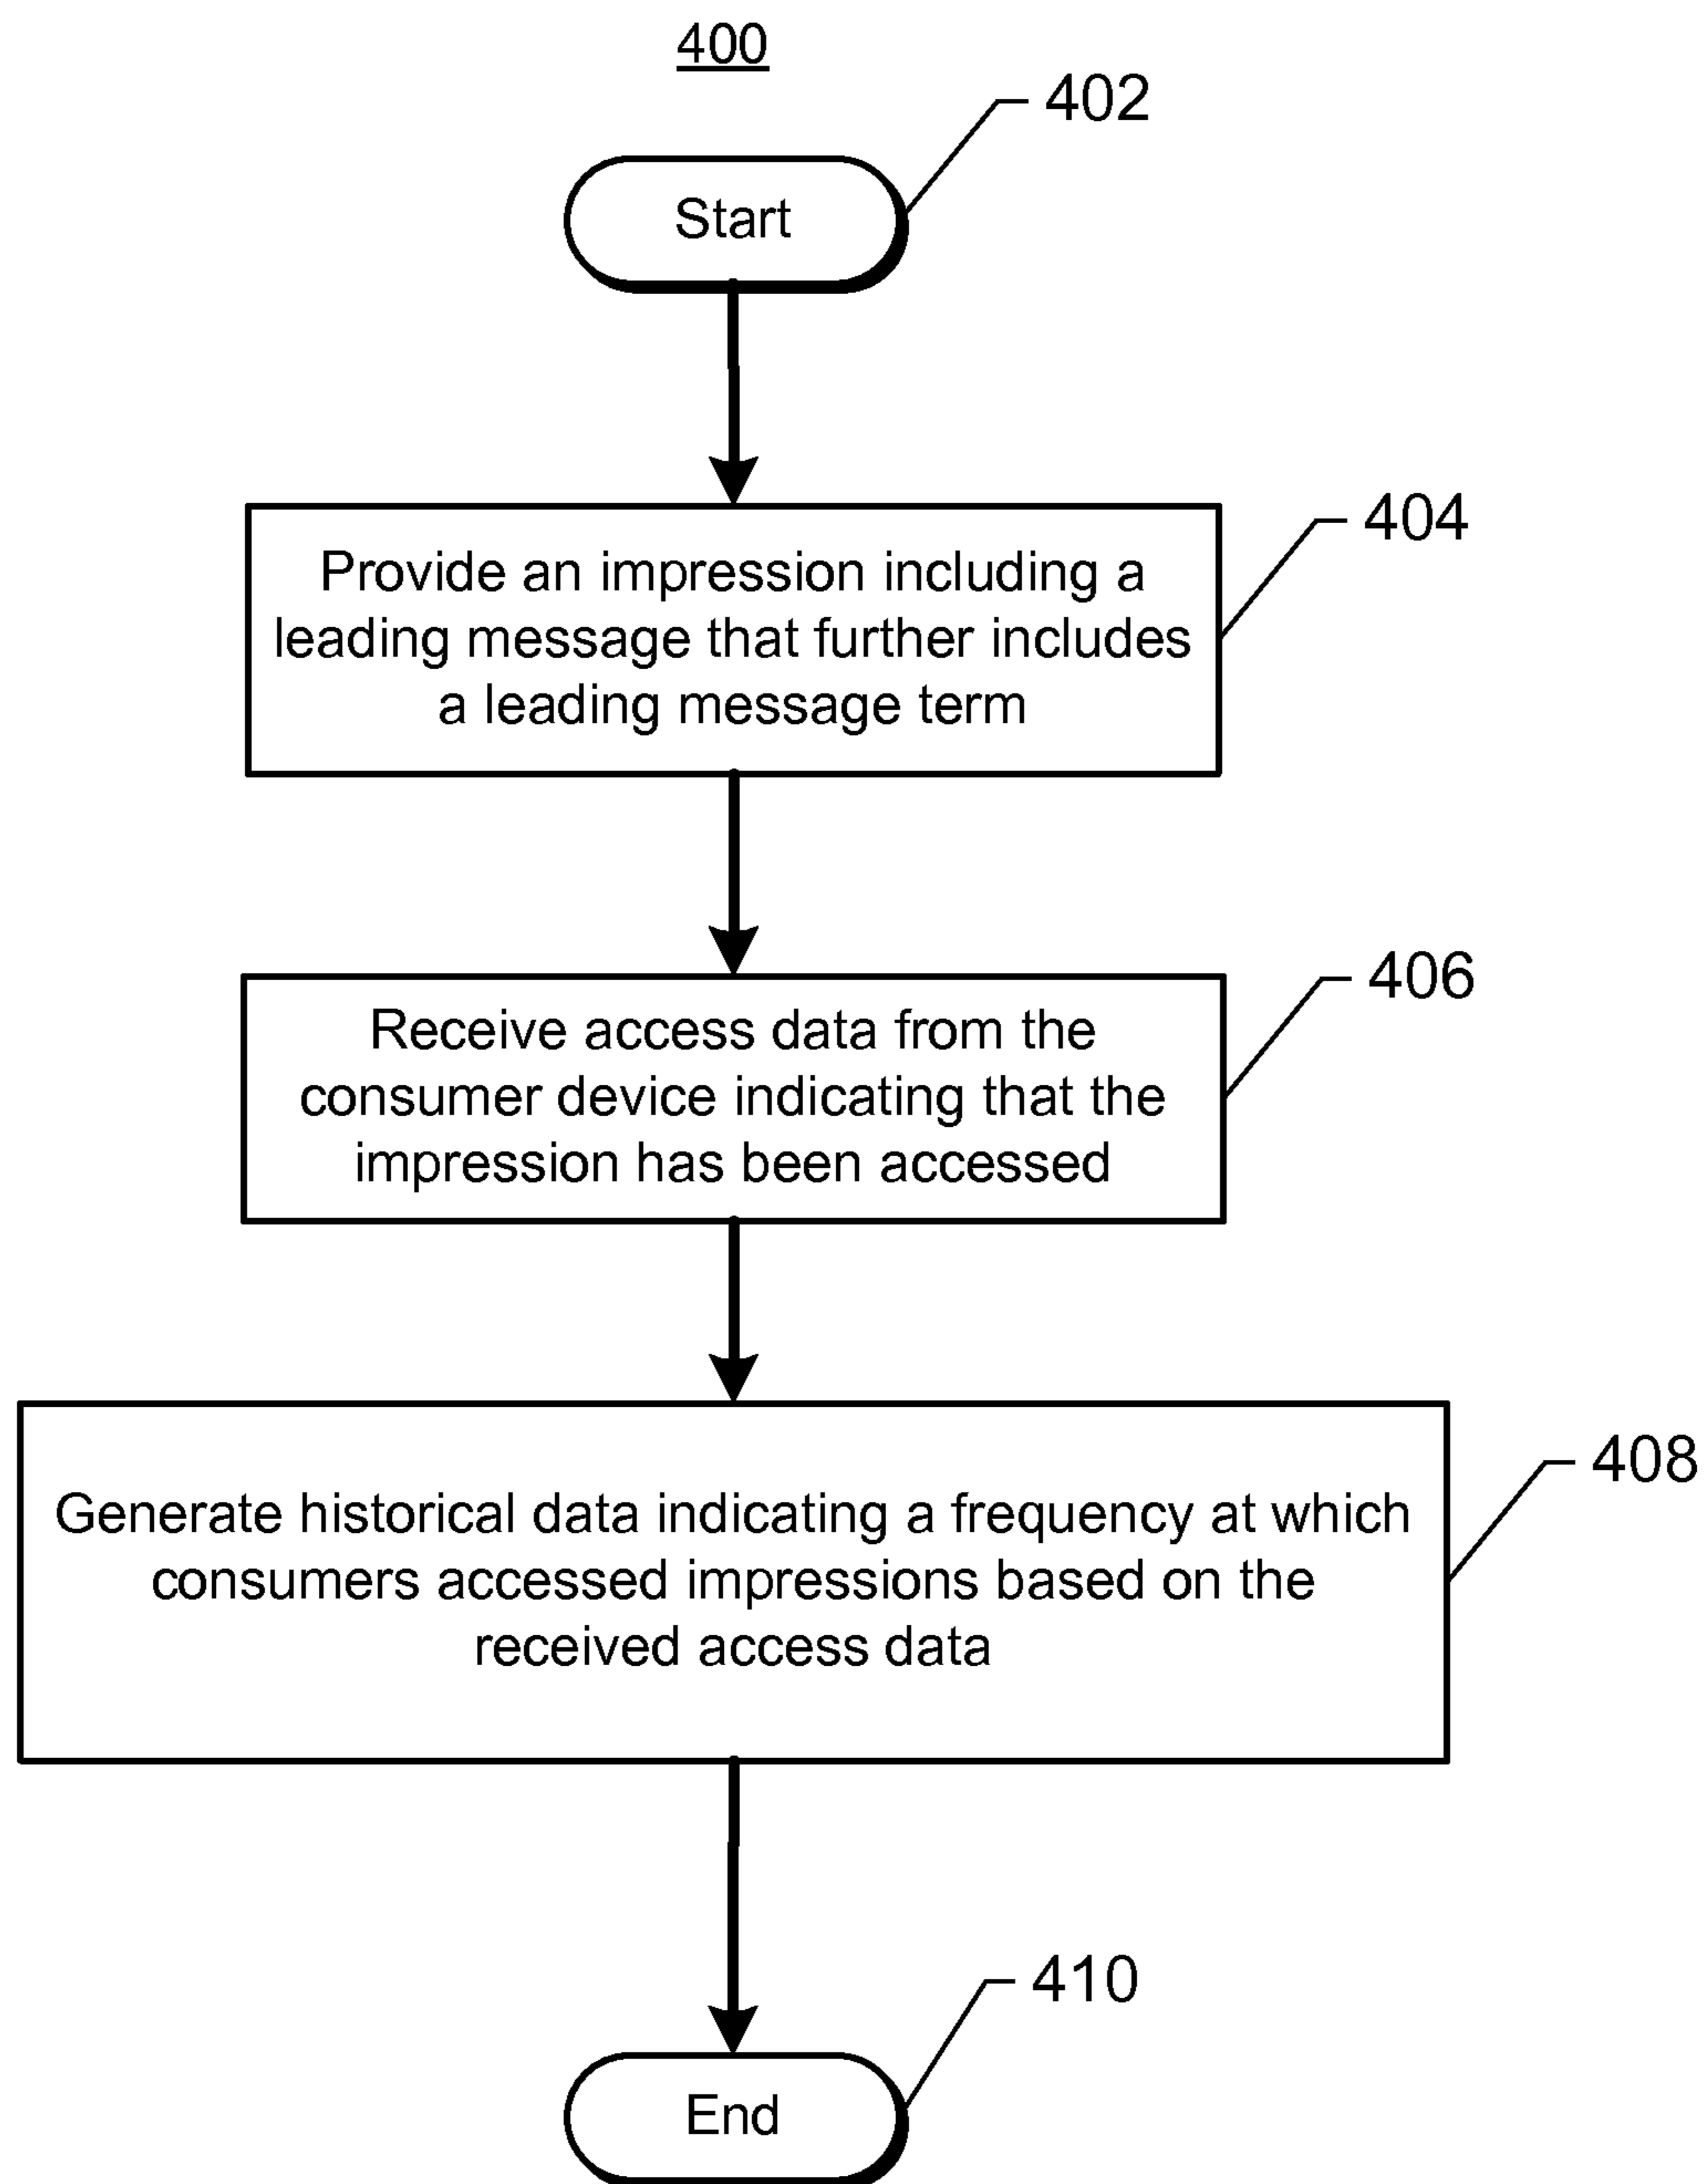 400
402
Start
404
Provide an impression including a
leading message that further includes
a leading message term
406
Receive access data from the
consumer device indicating that the
impression has been accessed
408
Generate historical data indicating a frequency at which
consumers accessed impressions based on the
received access data
410
End